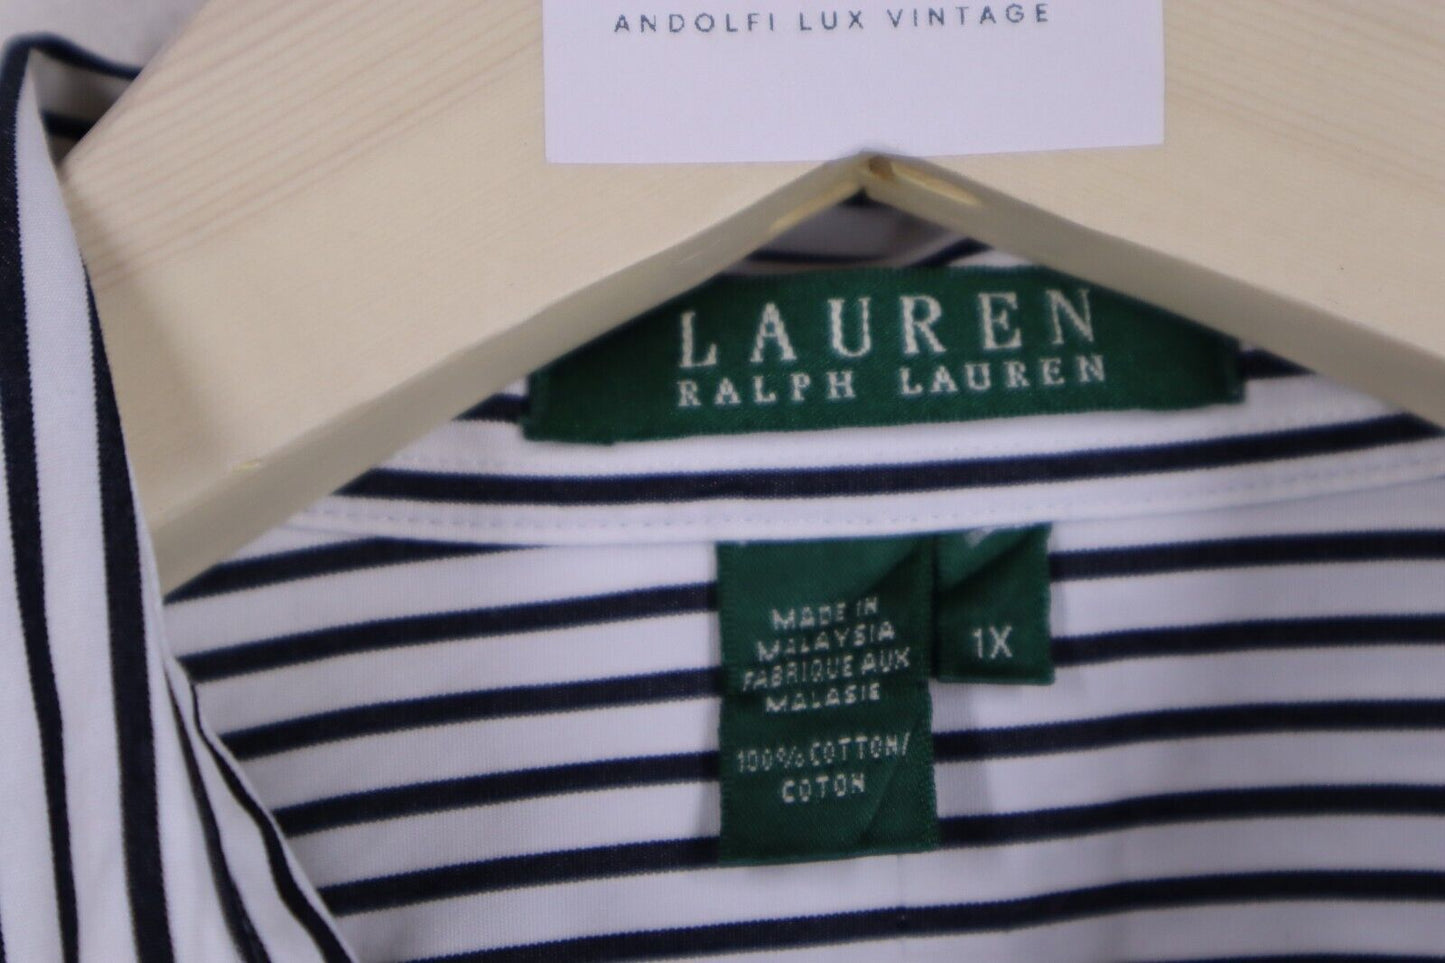 ANDOLFI LUX VINTAGE
LAUREN
RALPH LAUREN
MADE IN
MALAYSIA
FABRIQUE AUX
MALASIE
100% COTTON/
COTON
1X